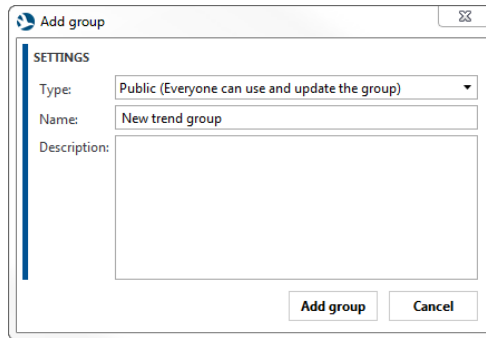 Add group
SETTINGS
Type: Public (Everyone can use and update the group)
Name: New trend group
Description:
Add group Cancel